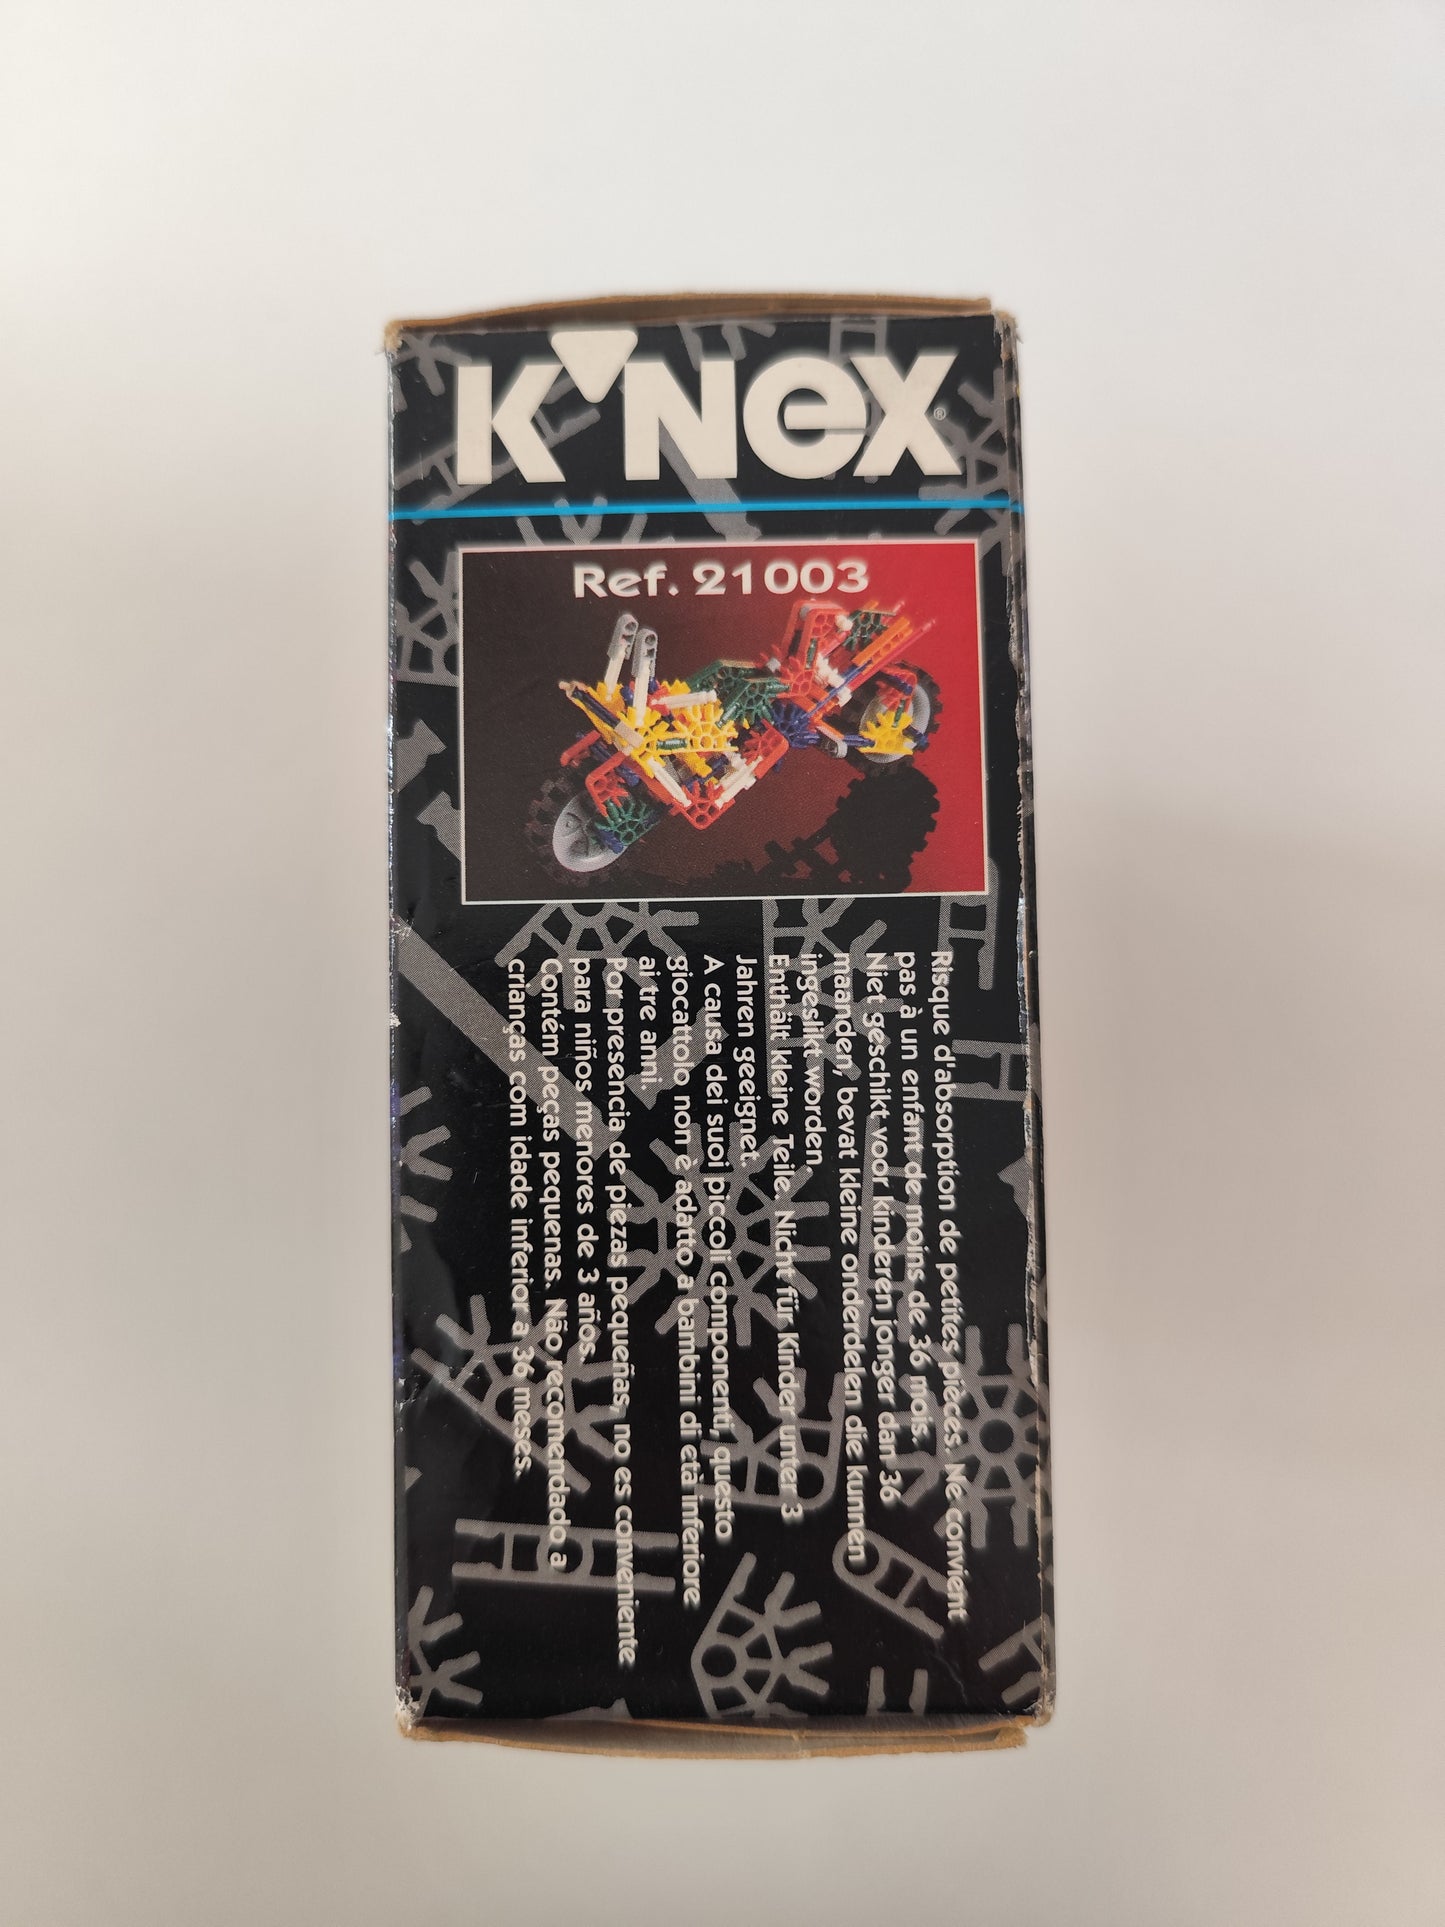 K'NEX®
Ref. 21003
Risque d'absorption de petites pièces. Ne convient
pas à un enfant de moins de 36 mois.
Niet geschikt voor kinderen jonger dan 36
maanden, bevat kleine onderdelen die kunnen
ingeslikt worden.
Enthält kleine Teile. Nicht für Kinder unter 3
Jahren geeignet.
A causa dei suoi piccoli componenti, questo
giocattolo non è adatto a bambini di età inferiore
ai tre anni.
Por presencia de piezas pequeñas, no es conveniente
para niños menores de 3 años.
Contém peças pequenas. Não recomendado a
crianças com idade inferior a 36 meses.